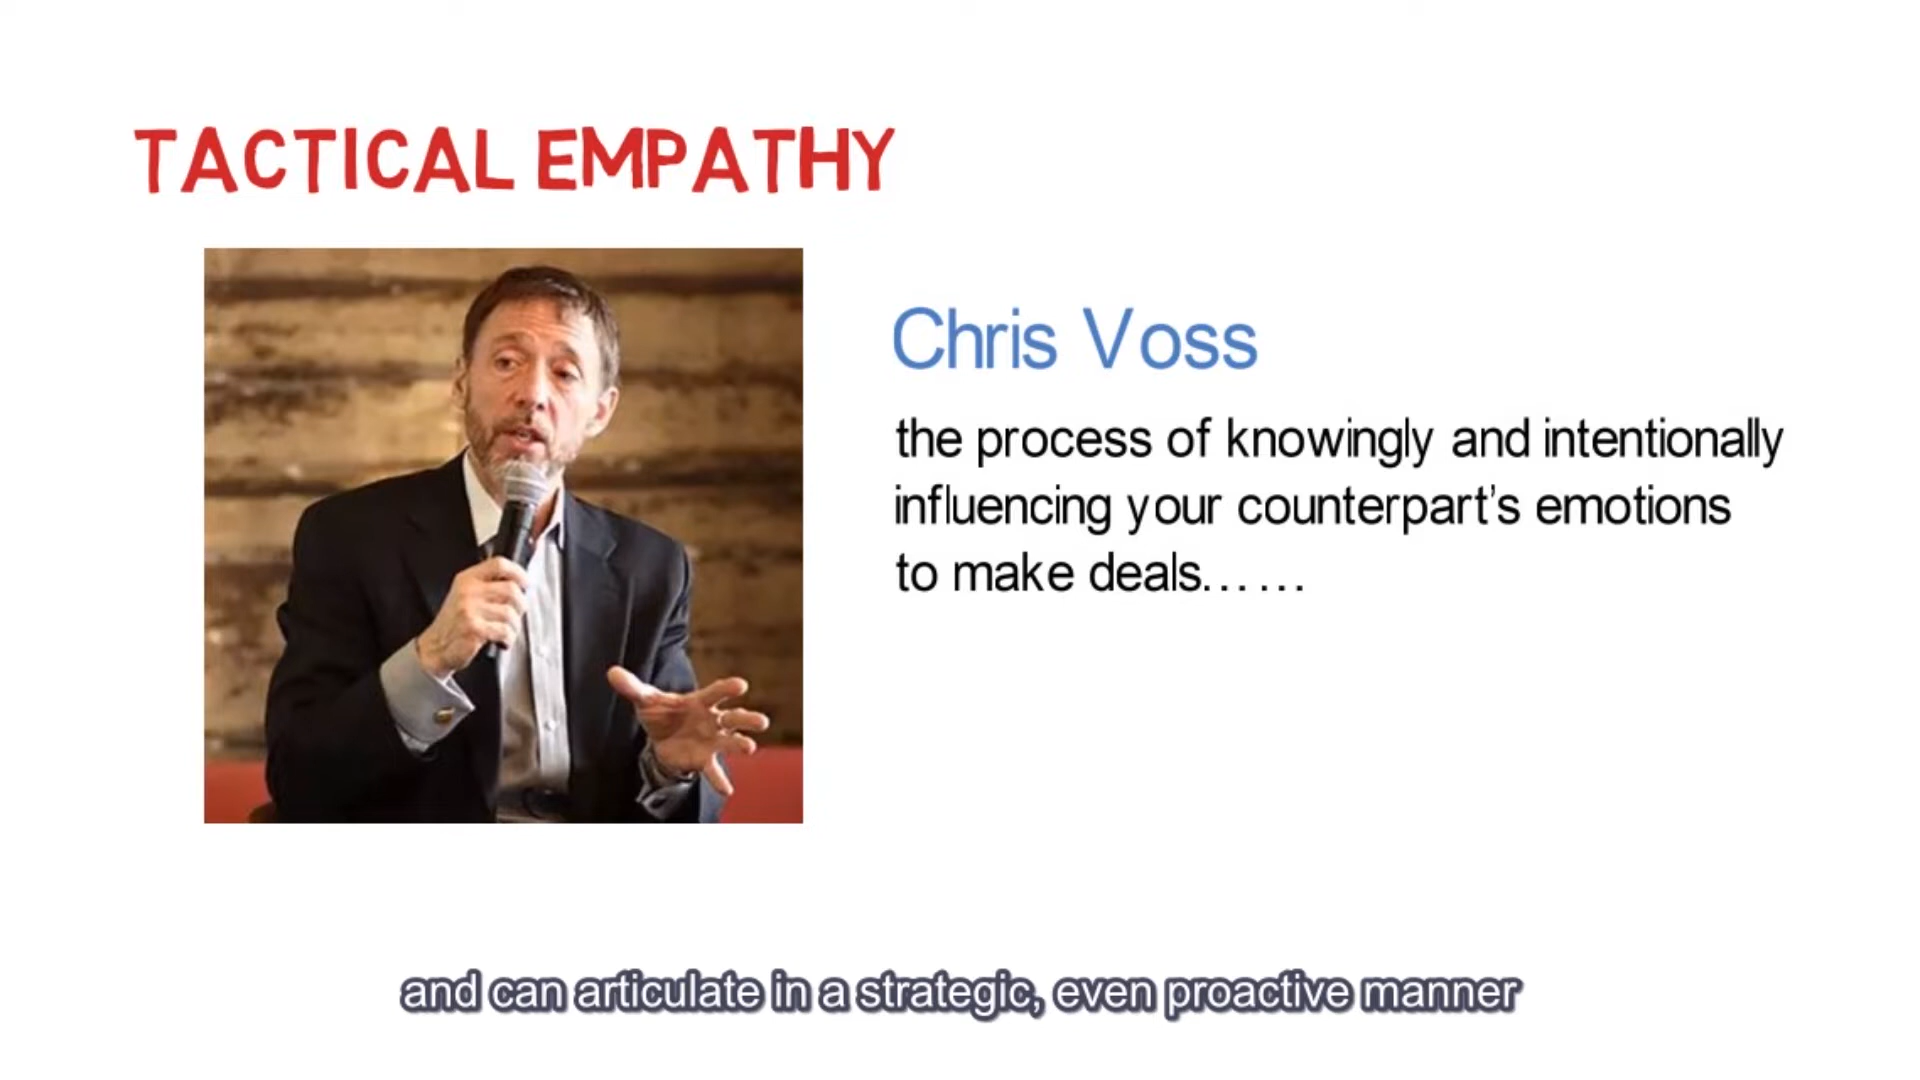 TACTICAL EMPATHY
Chris Voss
the process of knowingly and intentionally
influencing your counterpart's emotions
to make deals……
and can articulate in a strategic, even proactive manner